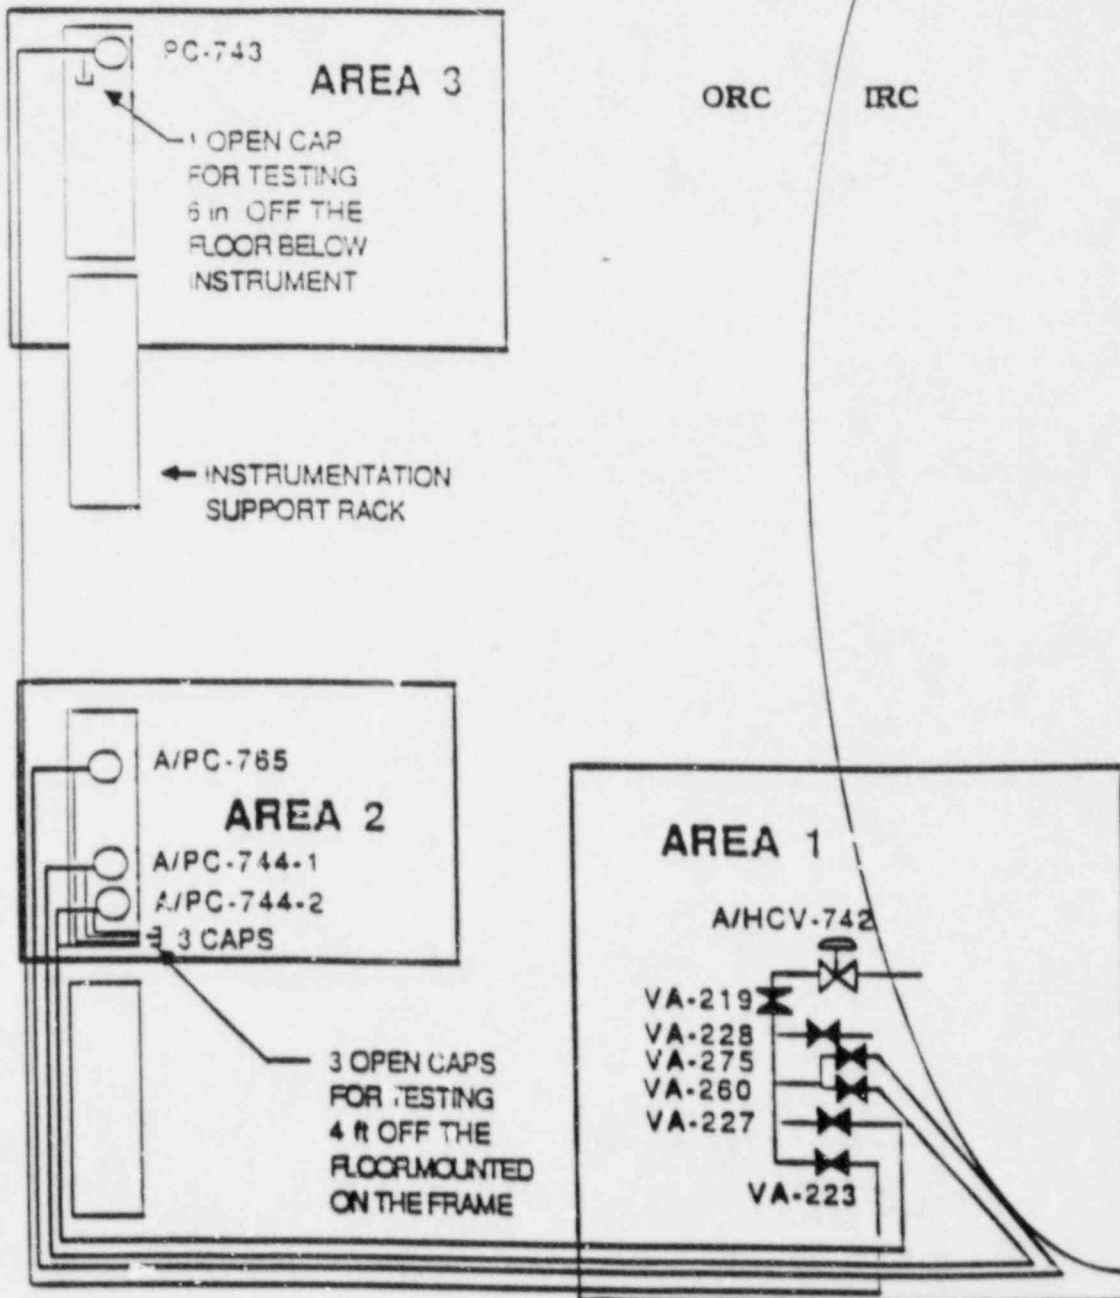 PC-743
AREA 3
1 OPEN CAP
FOR TESTING
6 in OFF THE
FLOOR BELOW
INSTRUMENT
ORC
IRC
INSTRUMENTATION
SUPPORT RACK
A/PC-765
AREA 2
A/PC-744-1
A/PC-744-2
3 CAPS
3 OPEN CAPS
FOR TESTING
4 ft OFF THE
FLOOR.MOUNTED
ON THE FRAME
AREA 1
A/HCV-742
VA-219
VA-228
VA-275
VA-260
VA-227
VA-223